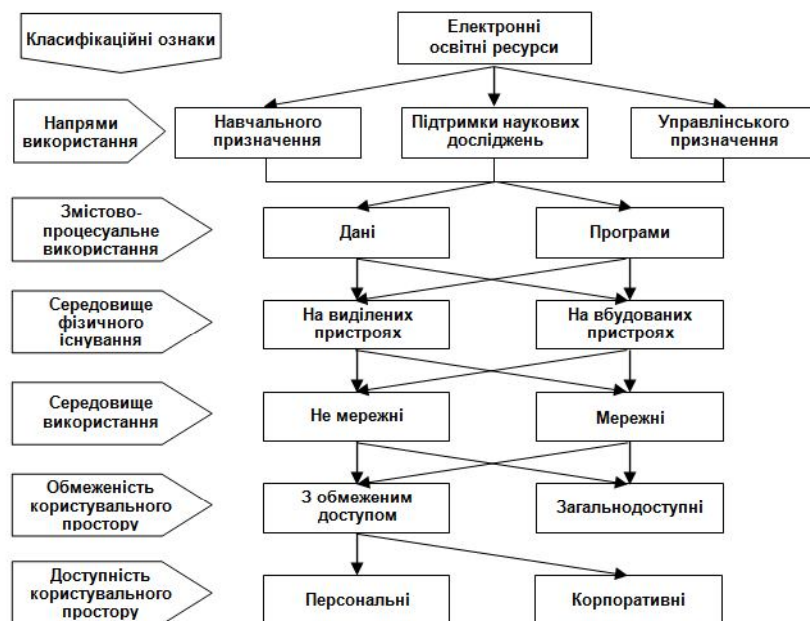 Класифікаційні ознаки
Електронні
освітні ресурси
Напрями
використання
Навчального
призначення
Підтримки наукових
досліджень
Управлінського
призначення
Змістово-
процесуальне
використання
Дані
Програми
Середовище
фізичного
існування
На виділених
пристроях
На вбудованих
пристроях
Середовище
використання
Не мережні
Мережні
Обмеженість
користувального
простору
З обмеженим
доступом
Загальнодоступні
Доступність
користувального
простору
Персональні
Корпоративні